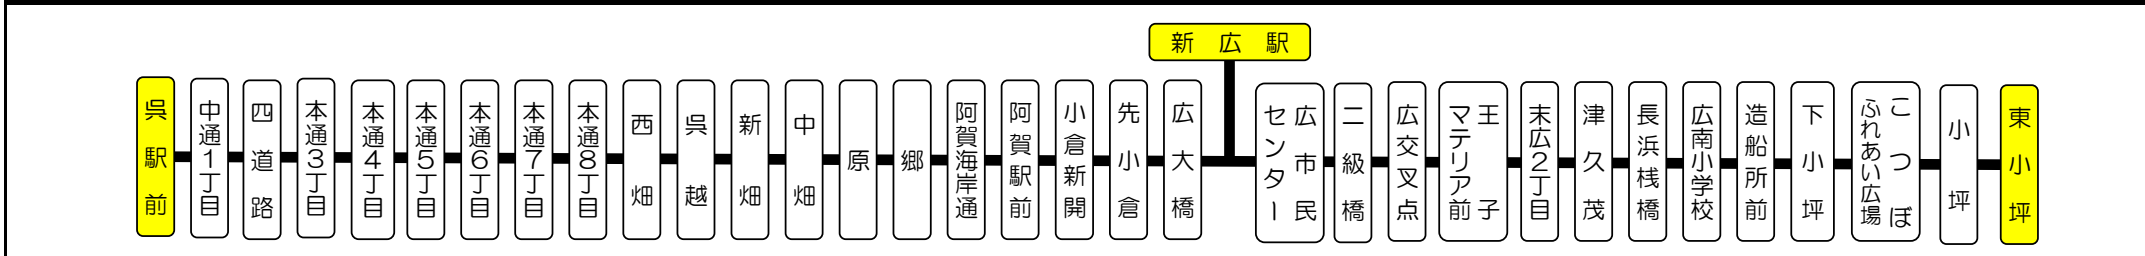 新広駅
呉駅前
中通1丁目
四道路
本通3丁目
本通4丁目
本通5丁目
本通6丁目
本通7丁目
本通8丁目
西畑
呉越
新畑
中畑
原
郷
阿賀海岸通
阿賀駅前
小倉新開
先小倉
広大橋
広市民
センター
二級橋
広交叉点
王子
マテリア前
末広2丁目
津久茂
長浜桟橋
広南小学校
造船所前
下小坪
こつぼ
ふれあい広場
小坪
東小坪